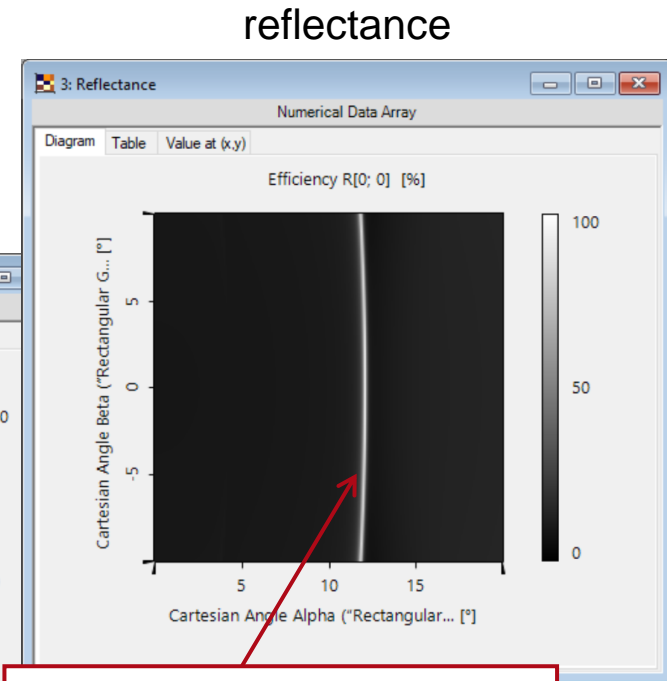 reflectance
3: Reflectance
Numerical Data Array
Diagram Table Value at (x,y)
Efficiency R[0; 0] [%]
100
50
0
Cartesian Angle Beta ("Rectangular G... [°]
5
0
-5
5 10 15
Cartesian Angle Alpha ("Rectangular... [°]
0